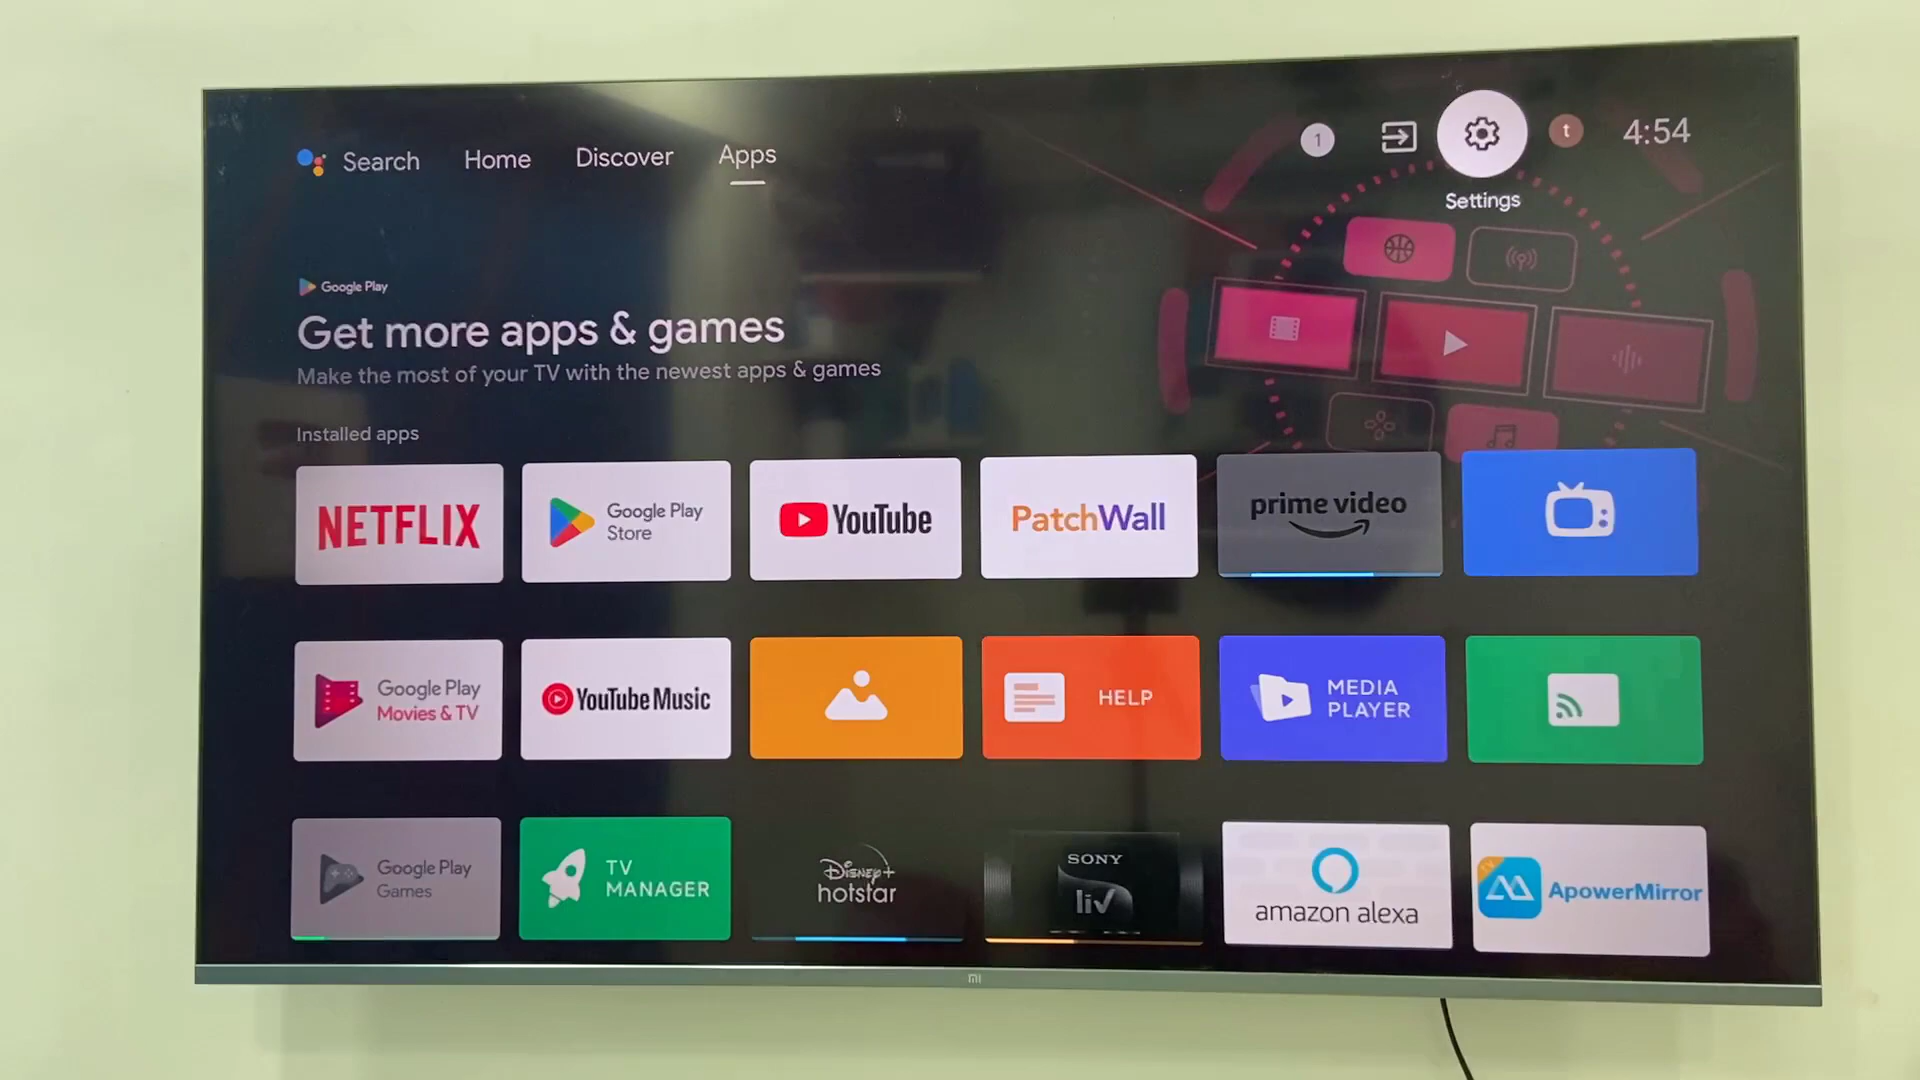 Search Home Discover Apps
1
t
4:54
Settings
Google Play
Get more apps & games
Make the most of your TV with the newest apps & games
Installed apps
NETFLIX
Google Play
Store
YouTube
PatchWall
prime video
Google Play
Movies & TV
YouTube Music
HELP
MEDIA
PLAYER
Google Play
Games
TV
MANAGER
Disney+
hotstar
SONY
liv
amazon alexa
ApowerMirror
mi